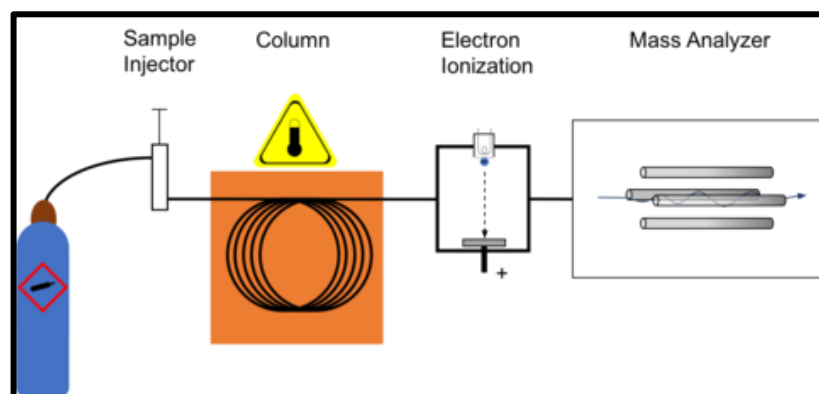 Sample
Injector
Column
Electron
Ionization
Mass Analyzer
+